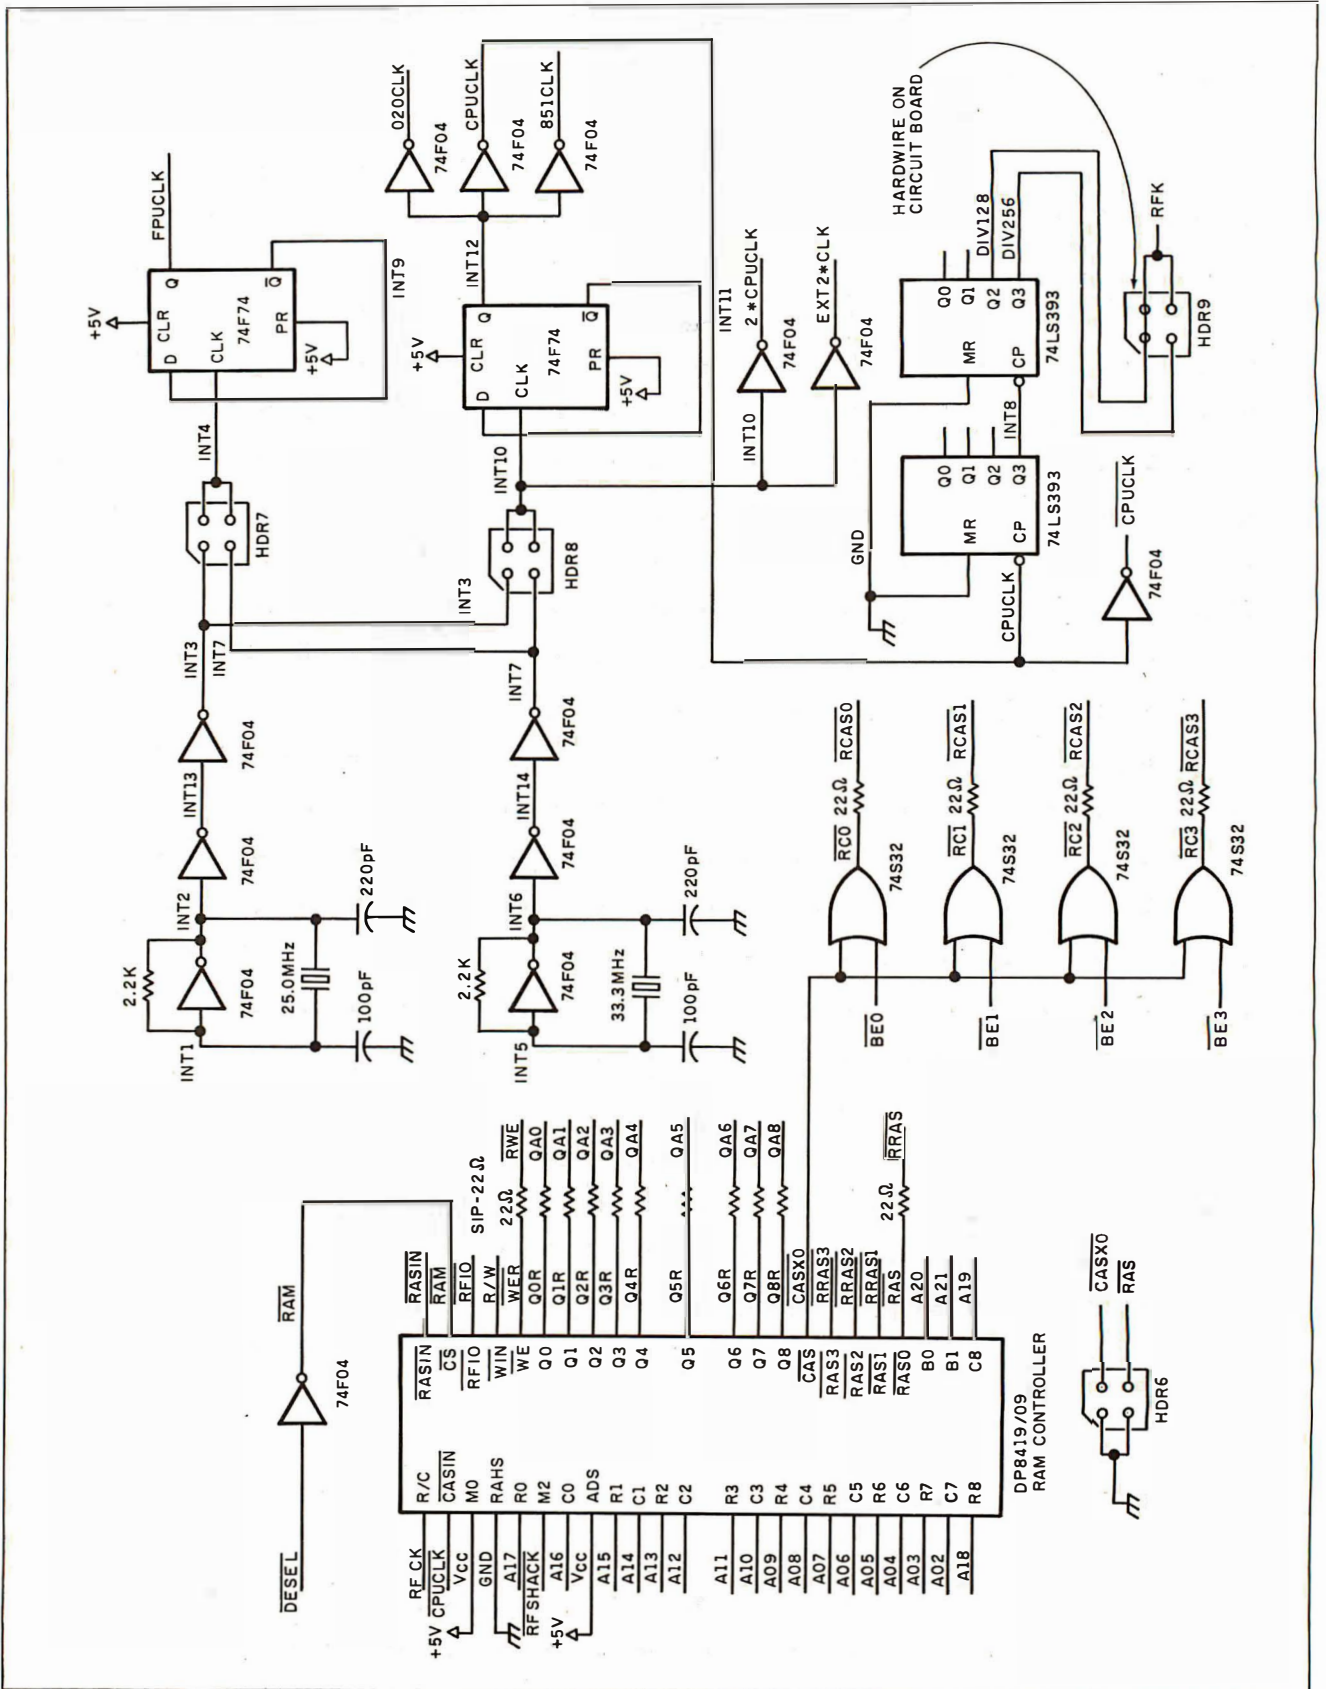 DESEL
74F04
RAM
RF CK
CPUCLK
+5V
Vcc
GND
A17
RFSHACK
A16
+5V
Vcc
A15
A14
A13
A12
A11
A10
A09
A08
A07
A06
A05
A04
A03
A02
A18
R/C
CASIN
M0
RAHS
R0
M2
C0
ADS
R1
C1
R2
C2
R3
C3
R4
C4
R5
C5
R6
C6
R7
C7
R8
RASIN
CS
RFIO
WIN
WE
Q0
Q1
Q2
Q3
Q4
Q5
Q6
Q7
Q8
CAS
RAS3
RAS2
RAS1
RAS0
B0
B1
C8
DP8419/09
RAM CONTROLLER
RASIN
RAM
RFIO
R/W
WER
Q0R
Q1R
Q2R
Q3R
Q4R
Q5R
Q6R
Q7R
Q8R
CASX0
RRAS3
RRAS2
RRAS1
RAS
A20
A21
A19
SIP-22Ω
22Ω
RWE
QA0
QA1
QA2
QA3
QA4
QA5
QA6
QA7
QA8
22Ω
RRAS
HDR6
CASX0
RAS
INT1
2.2K
74F04
25.0MHz
100pF
220pF
INT2
74F04
INT13
74F04
INT3
INT7
HDR7
INT4
+5V
D
CLR
Q
CLK
74F74
PR
Q
+5V
FPUCLK
INT9
INT5
2.2K
74F04
33.3MHz
100pF
220pF
INT6
74F04
INT14
74F04
INT7
INT3
HDR8
INT10
+5V
D
CLR
Q
CLK
74F74
PR
Q
+5V
INT12
020CLK
74F04
CPUCLK
74F04
851CLK
74F04
INT10
INT11
2*CPUCLK
74F04
EXT2*CLK
74F04
GND
CPUCLK
MR
CP
Q0
Q1
Q2
Q3
74LS393
INT8
MR
CP
Q0
Q1
Q2
Q3
74LS393
DIV128
DIV256
HARDWIRE ON
CIRCUIT BOARD
HDR9
RFK
74F04
CPUCLK
BE0
RC0
22Ω
RCAS0
74S32
BE1
RC1
22Ω
RCAS1
74S32
BE2
RC2
22Ω
RCAS2
74S32
BE3
RC3
22Ω
RCAS3
74S32